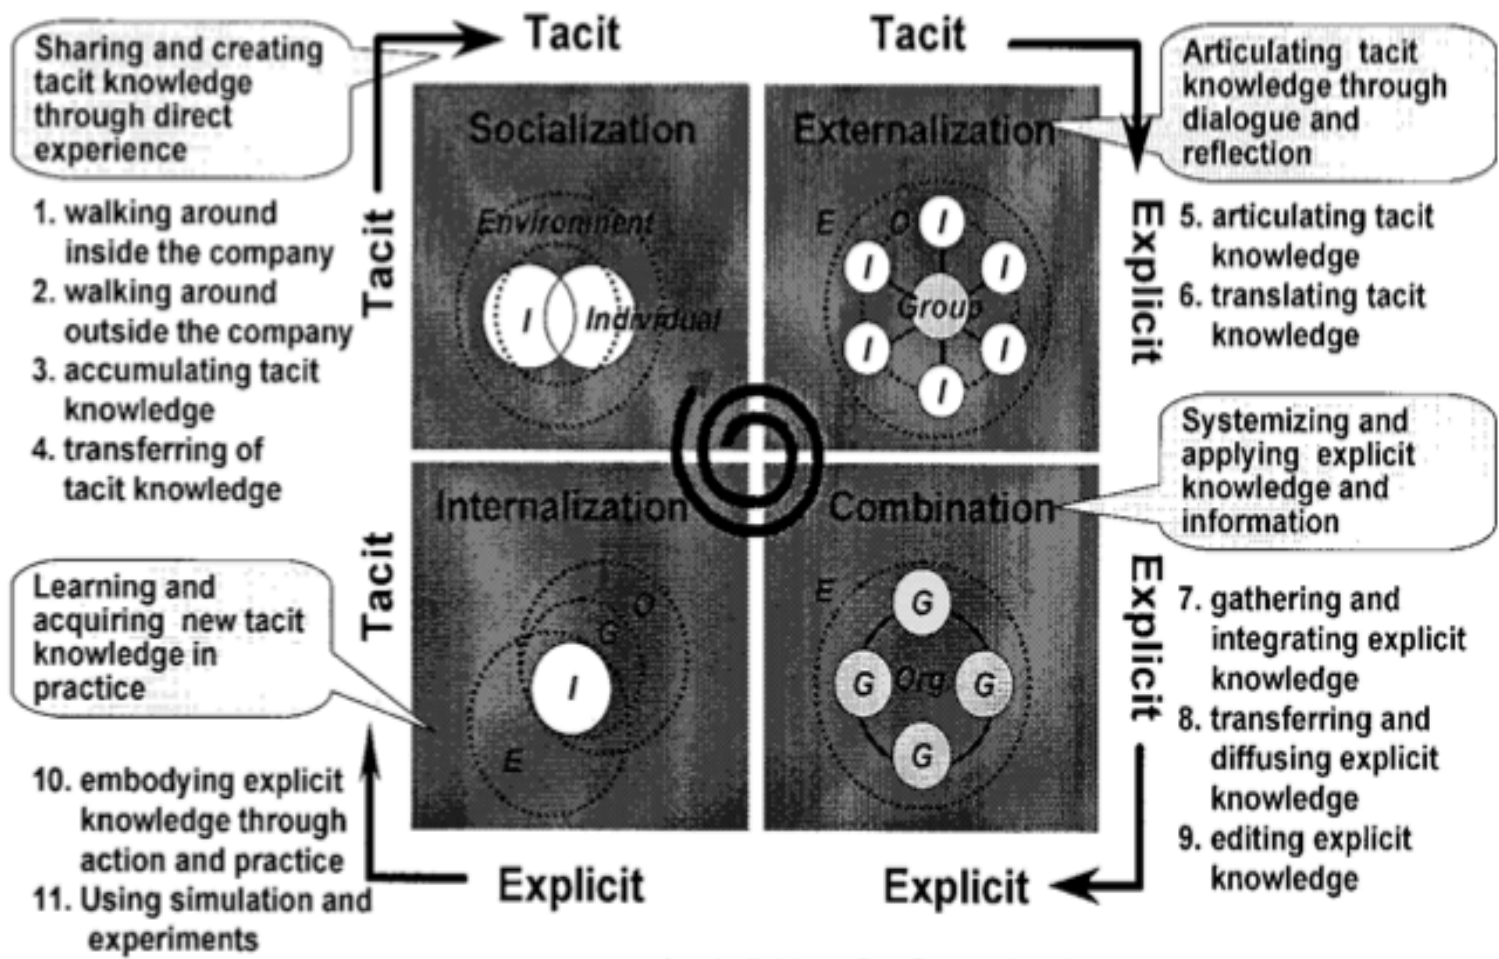 Tacit
Tacit
Sharing and creating
tacit knowledge
through direct
experience
Articulating tacit
knowledge through
dialogue and
reflection
Socialization
Externalization
Tacit
Explicit
1. walking around
inside the company
2. walking around
outside the company
3. accumulating tacit
knowledge
4. transferring of
tacit knowledge
Environment
I
Individual
E
O
I
I
I
Group
I
I
I
5. articulating tacit
knowledge
6. translating tacit
knowledge
Systemizing and
applying explicit
knowledge and
information
Internalization
Combination
Tacit
Explicit
Learning and
acquiring new tacit
knowledge in
practice
O
G
I
E
E
G
G
Org.
G
G
7. gathering and
integrating explicit
knowledge
8. transferring and
diffusing explicit
knowledge
9. editing explicit
knowledge
10. embodying explicit
knowledge through
action and practice
11. Using simulation and
experiments
Explicit
Explicit